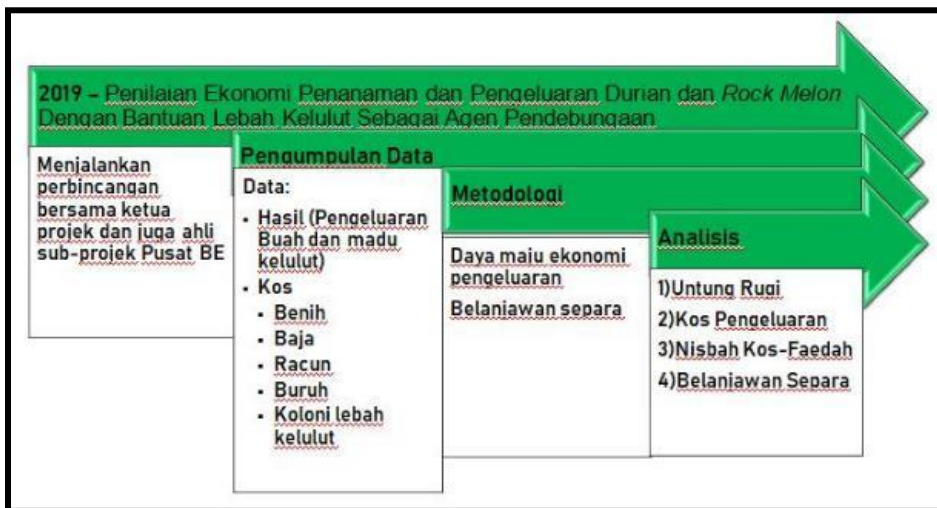 2019 – Penilaian Ekonomi Penanaman dan Pengeluaran Durian dan Rock Melon
Dengan Bantuan Lebah Kelulut Sebagai Agen Pendebungaan
Menjalankan
perbincangan
bersama ketua
projek dan juga ahli
sub-projek Pusat BE
Pengumpulan Data
Data:
• Hasil (Pengeluaran
Buah dan madu
kelulut)
• Kos
• Benih
• Baja
• Racun
• Buruh
• Koloni lebah
kelulut
Metodologi
Daya maju ekonomi
pengeluaran
Belanjawan separa
Analisis
1)Untung Rugi
2)Kos Pengeluaran
3)Nisbah Kos-Faedah
4)Belanjawan Separa